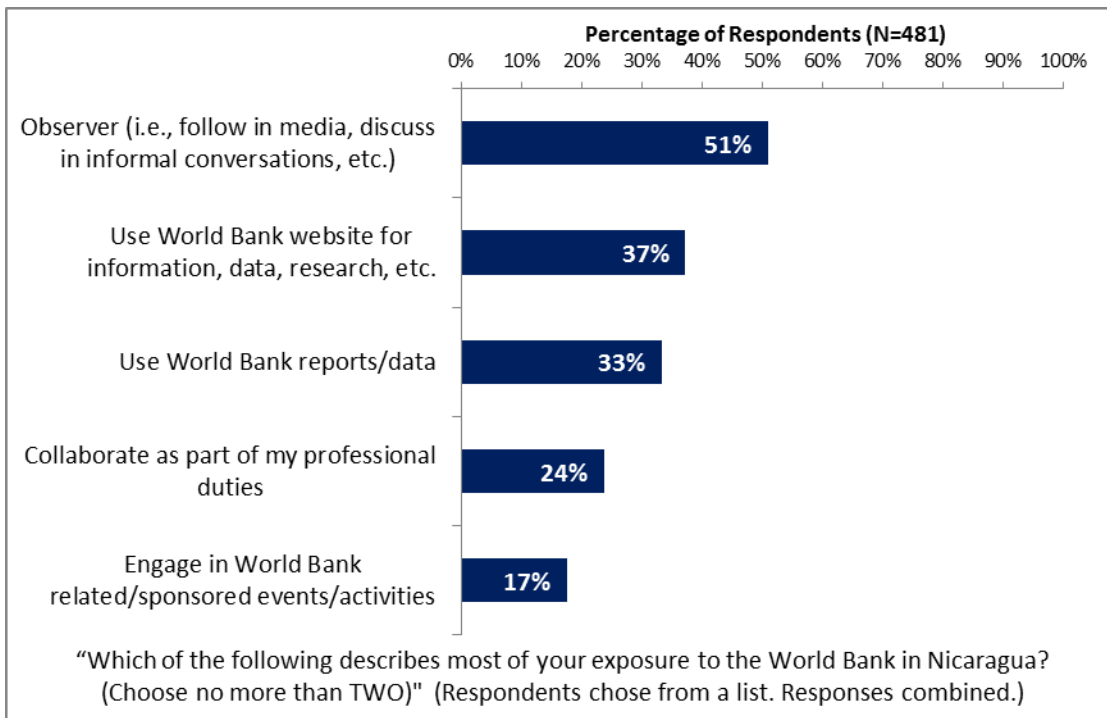 Percentage of Respondents (N=481)
0% 10% 20% 30% 40% 50% 60% 70% 80% 90% 100%
Observer (i.e., follow in media, discuss
in informal conversations, etc.)
51%
Use World Bank website for
information, data, research, etc.
37%
Use World Bank reports/data
33%
Collaborate as part of my professional
duties
24%
Engage in World Bank
related/sponsored events/activities
17%
“Which of the following describes most of your exposure to the World Bank in Nicaragua?
(Choose no more than TWO)" (Respondents chose from a list. Responses combined.)